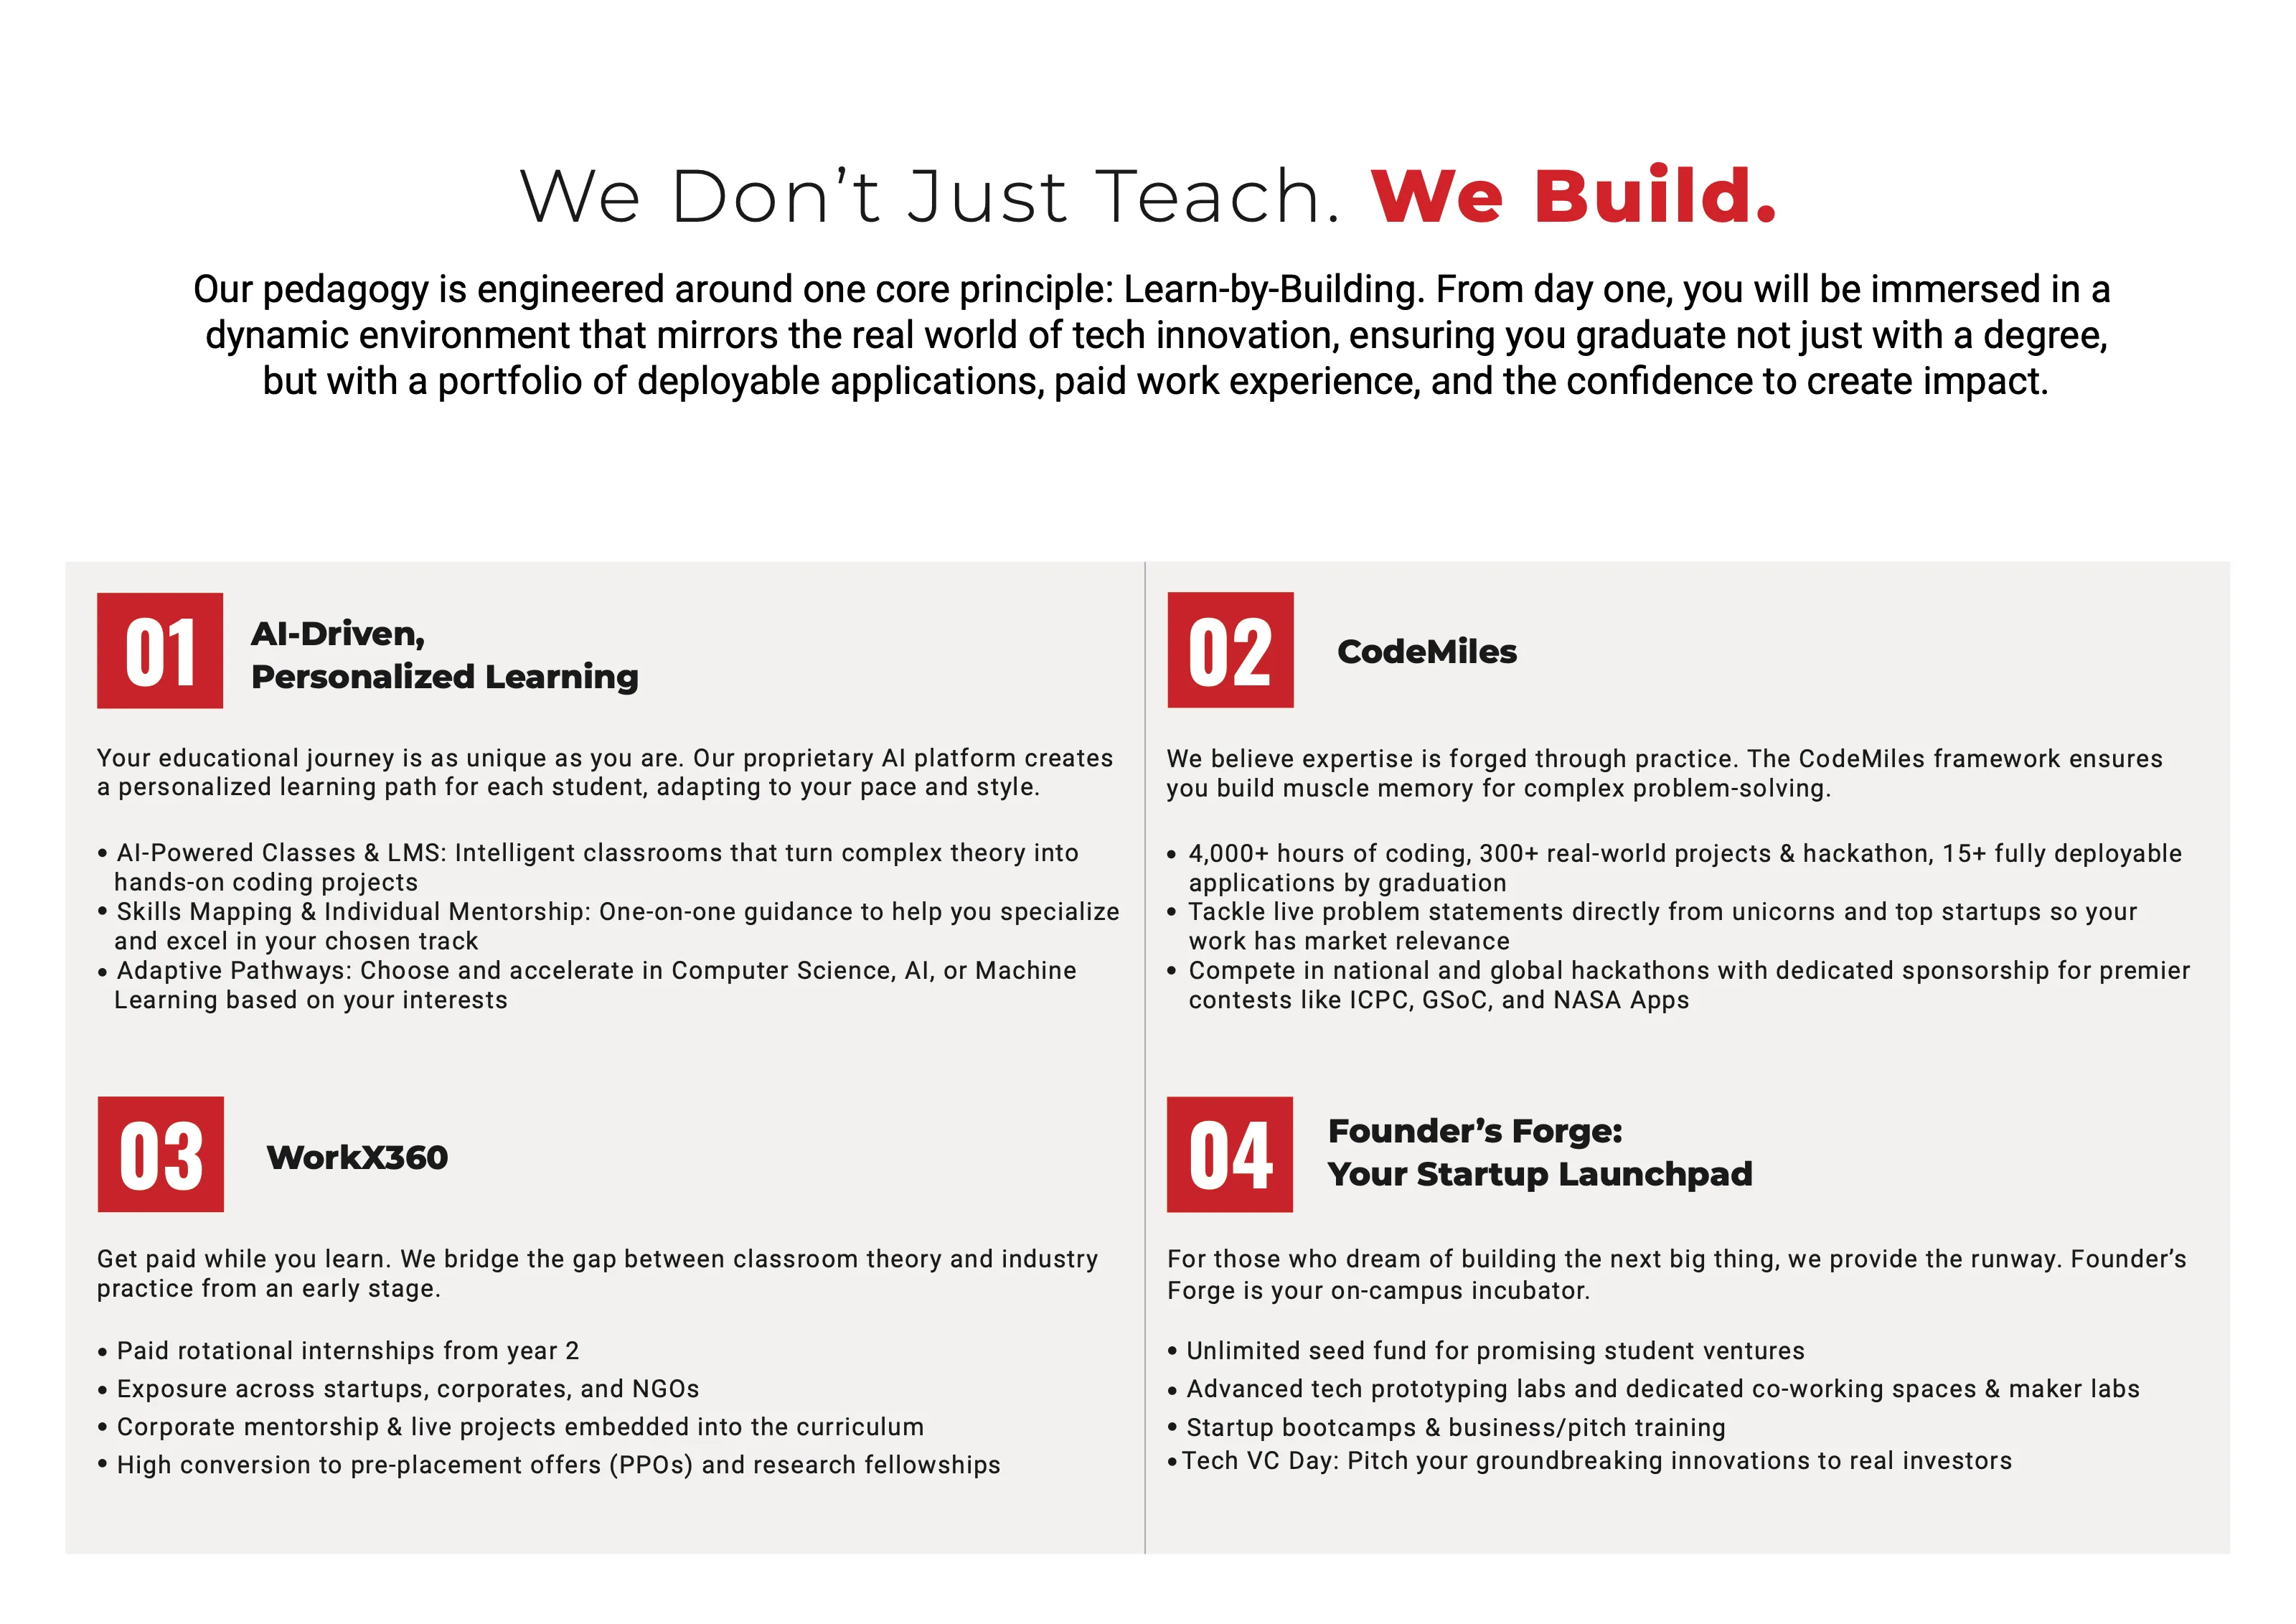 We Don’t Just Teach. We Build.
Our pedagogy is engineered around one core principle: Learn-by-Building. From day one, you will be immersed in a
dynamic environment that mirrors the real world of tech innovation, ensuring you graduate not just with a degree,
but with a portfolio of deployable applications, paid work experience, and the confidence to create impact.
01
AI-Driven,
Personalized Learning
Your educational journey is as unique as you are. Our proprietary AI platform creates
a personalized learning path for each student, adapting to your pace and style.
• AI-Powered Classes & LMS: Intelligent classrooms that turn complex theory into
hands-on coding projects
• Skills Mapping & Individual Mentorship: One-on-one guidance to help you specialize
and excel in your chosen track
• Adaptive Pathways: Choose and accelerate in Computer Science, AI, or Machine
Learning based on your interests
02
CodeMiles
We believe expertise is forged through practice. The CodeMiles framework ensures
you build muscle memory for complex problem-solving.
• 4,000+ hours of coding, 300+ real-world projects & hackathon, 15+ fully deployable
applications by graduation
• Tackle live problem statements directly from unicorns and top startups so your
work has market relevance
• Compete in national and global hackathons with dedicated sponsorship for premier
contests like ICPC, GSoC, and NASA Apps
03
WorkX360
Get paid while you learn. We bridge the gap between classroom theory and industry
practice from an early stage.
• Paid rotational internships from year 2
• Exposure across startups, corporates, and NGOs
• Corporate mentorship & live projects embedded into the curriculum
• High conversion to pre-placement offers (PPOs) and research fellowships
04
Founder’s Forge:
Your Startup Launchpad
For those who dream of building the next big thing, we provide the runway. Founder’s
Forge is your on-campus incubator.
• Unlimited seed fund for promising student ventures
• Advanced tech prototyping labs and dedicated co-working spaces & maker labs
• Startup bootcamps & business/pitch training
• Tech VC Day: Pitch your groundbreaking innovations to real investors